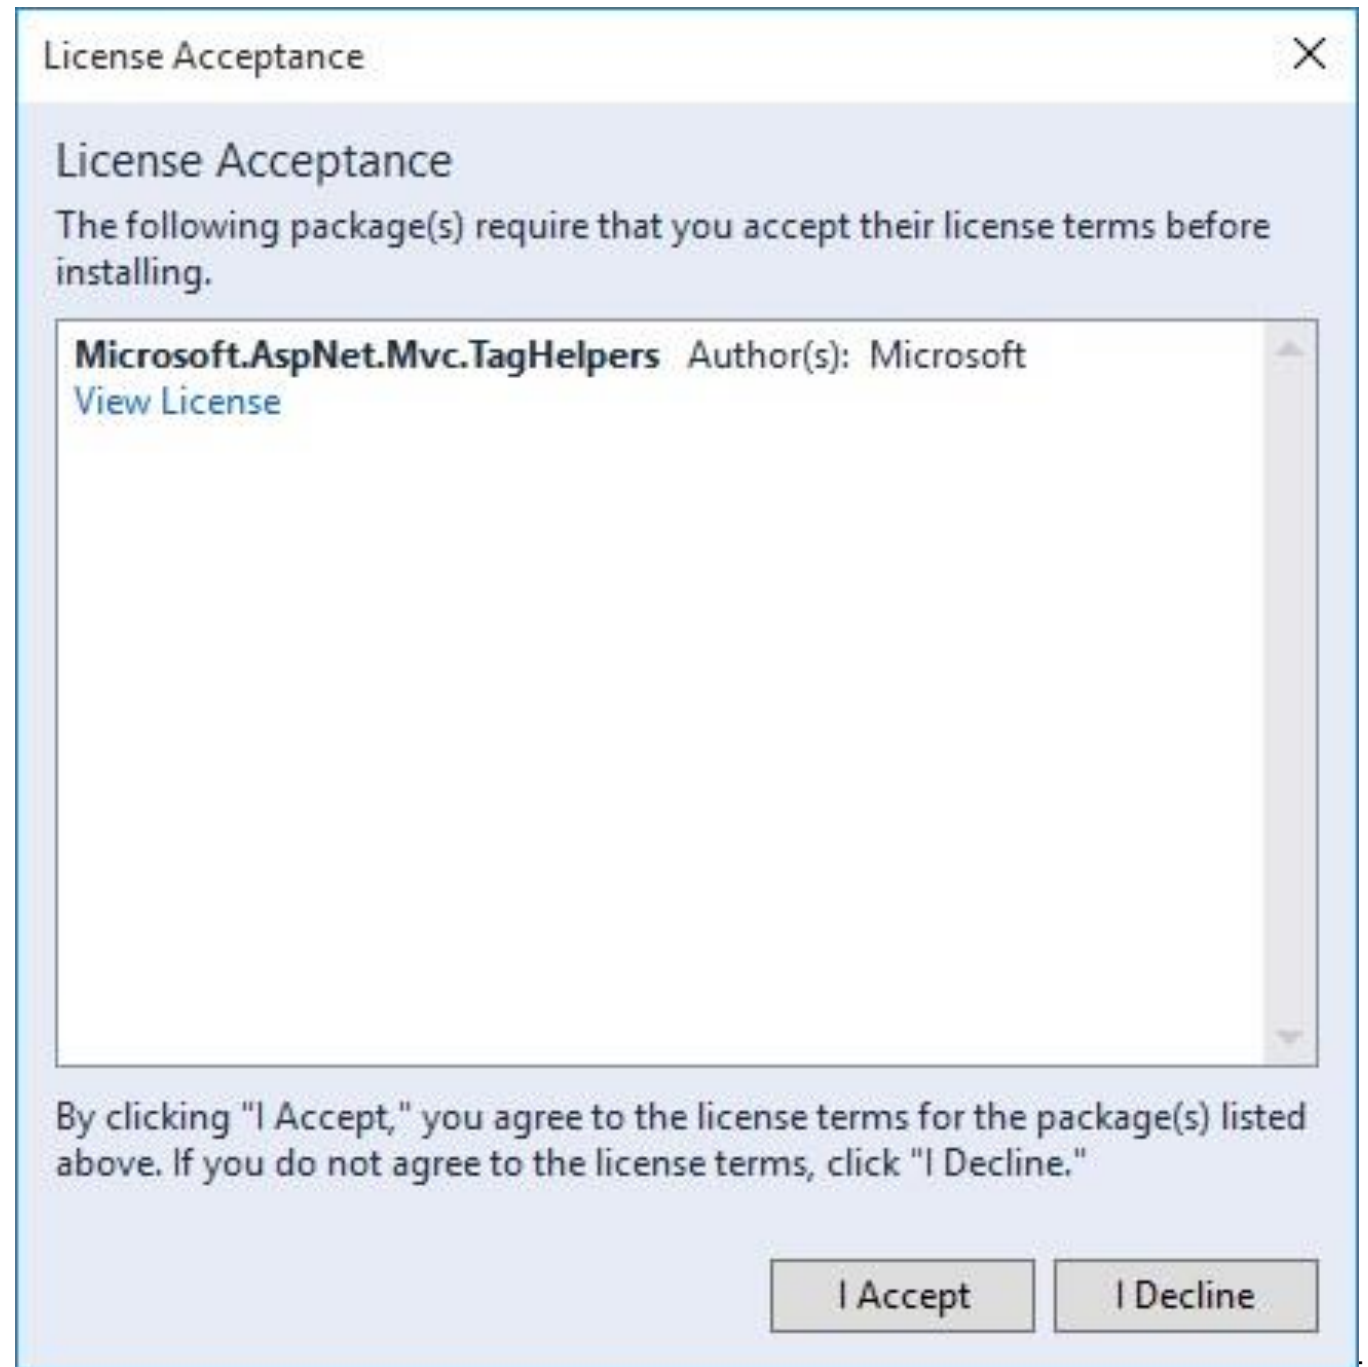 License Acceptance
License Acceptance
The following package(s) require that you accept their license terms before
installing.
Microsoft.AspNet.Mvc.TagHelpers Author(s): Microsoft
View License
By clicking "I Accept," you agree to the license terms for the package(s) listed
above. If you do not agree to the license terms, click "I Decline."
I Accept I Decline